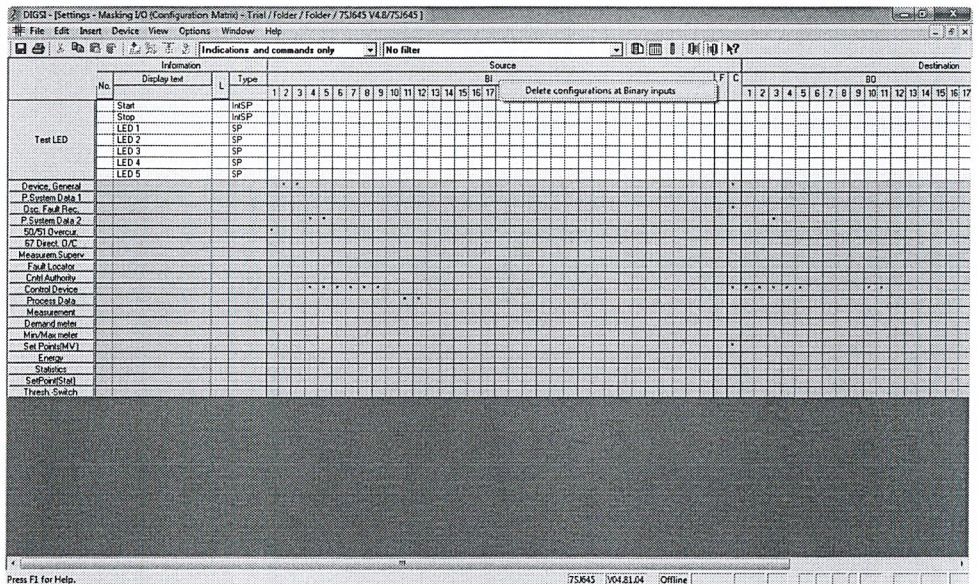 DIGSI - [Settings - Masking I/O (Configuration Matrix) - Trial / Folder / Folder / 7SJ645 V4.8/7SJ645 ]
File Edit Insert Device View Options Window Help
Indications and commands only No filter
Information Source Destination
No. Display text L Type BI F C BO
1 2 3 4 5 6 7 8 9 10 11 12 13 14 15 16 17 Delete configurations at Binary inputs 1 2 3 4 5 6 7 8 9 10 11 12 13 14 15 16 17
Test LED
Start IntSP
Stop IntSP
LED 1 SP
LED 2 SP
LED 3 SP
LED 4 SP
LED 5 SP
Device, General * * *
P.System Data 1
Osc. Fault Rec. *
P.System Data 2 * * *
50/51 Overcur. *
67 Direct. O/C
Measurem.Superv
Fault Locator
Cntrl Authority
Control Device * * * * * * * * * * * * *
Process Data * *
Measurement
Demand meter
Min/Max meter
Set Points(MV) *
Energy
Statistics
SetPoint(Stat)
Thresh.-Switch
Press F1 for Help. 7SJ645 V04.81.04 Offline